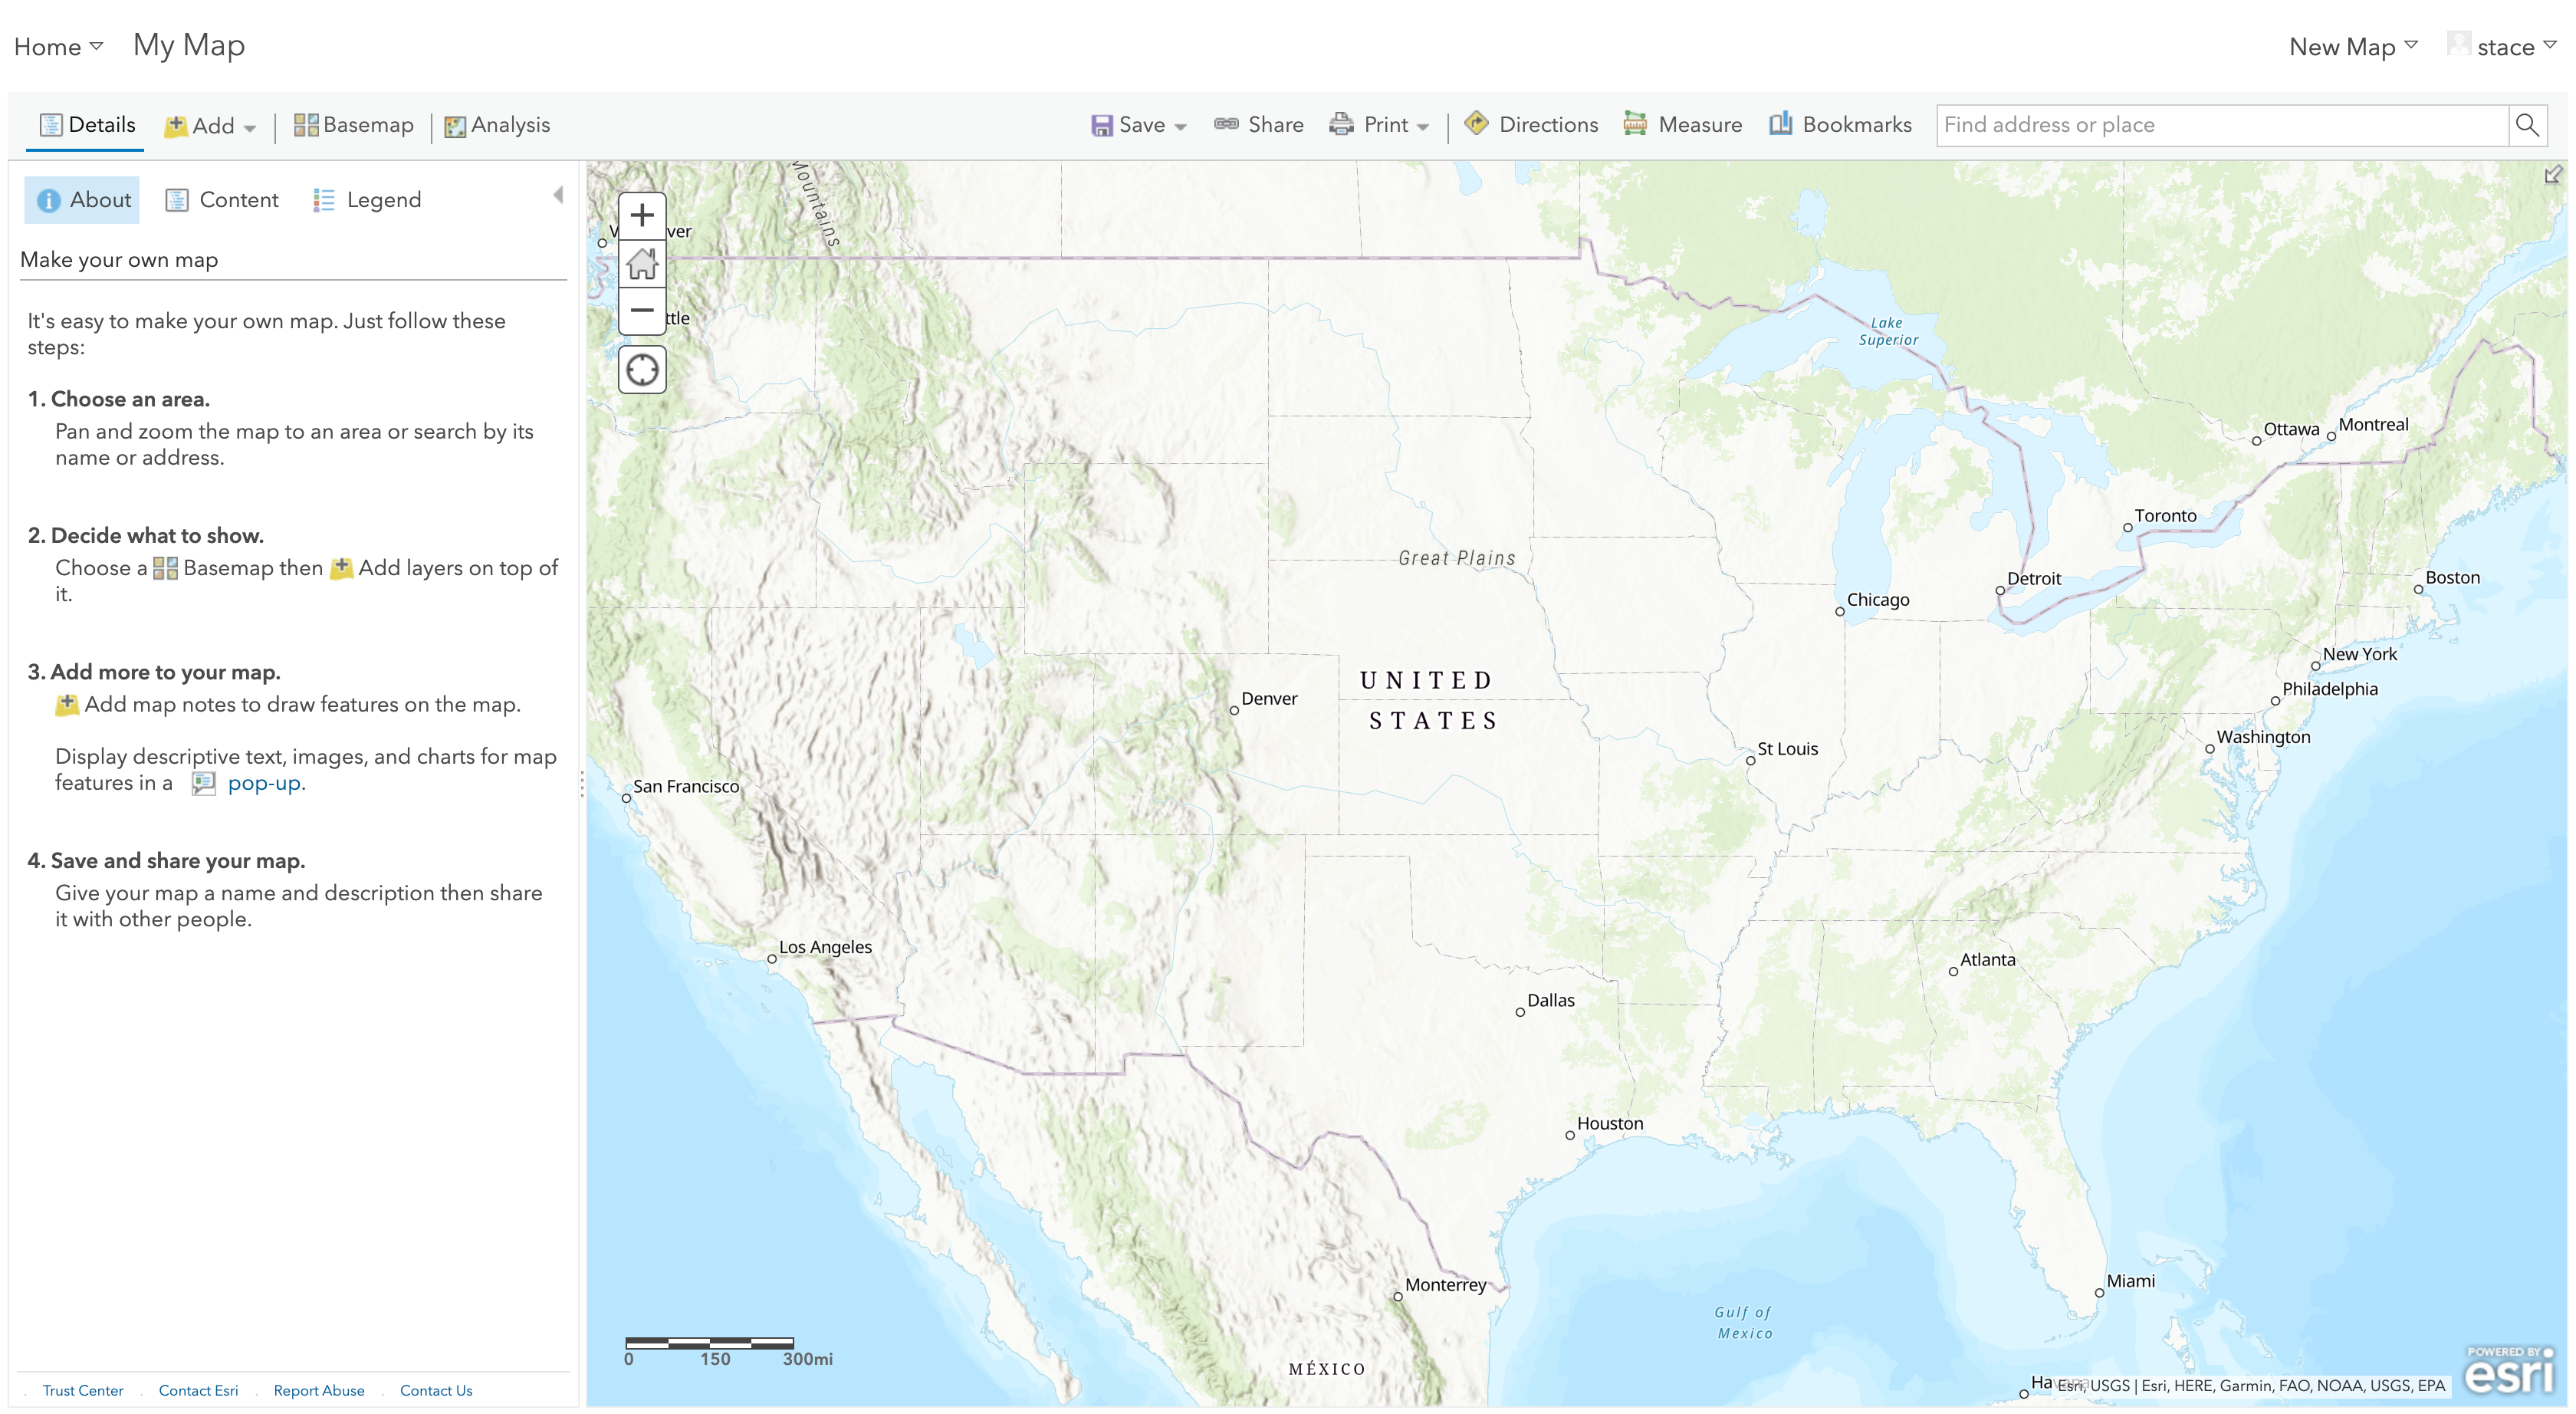 Home My Map New Map stace
Details Add Basemap Analysis Save Share Print Directions Measure Bookmarks Find address or place
About Content Legend
Make your own map
It's easy to make your own map. Just follow these
steps:
1. Choose an area.
Pan and zoom the map to an area or search by its
name or address.
2. Decide what to show.
Choose a Basemap then Add layers on top of
it.
3. Add more to your map.
Add map notes to draw features on the map.
Display descriptive text, images, and charts for map
features in a pop-up.
4. Save and share your map.
Give your map a name and description then share
it with other people.
Trust Center . Contact Esri . Report Abuse . Contact Us
Mountains
Lake
Superior
Ottawa
Montreal
Toronto
Great Plains
Detroit
Boston
Chicago
New York
UNITED
STATES
Philadelphia
Denver
Washington
St Louis
San Francisco
Los Angeles
Atlanta
Dallas
Houston
Monterrey
Miami
Gulf of
Mexico
MÉXICO
0 150 300mi
POWERED BY
esri
Esri, USGS | Esri, HERE, Garmin, FAO, NOAA, USGS, EPA